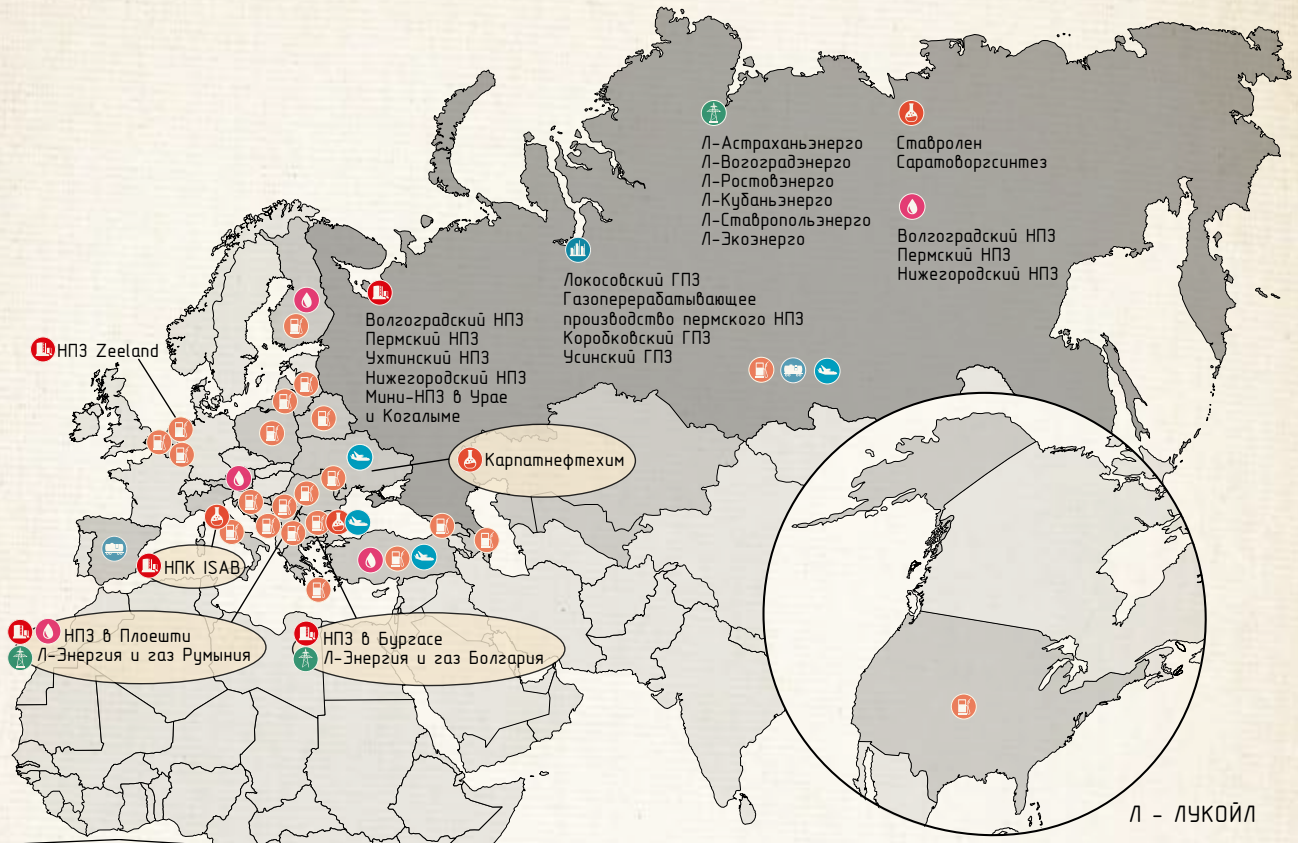 Л-Астраханьэнерго
Л-Вогоградэнерго
Л-Ростовэнерго
Л-Кубаньэнерго
Л-Ставропольэнерго
Л-Экоэнерго
Ставролен
Саратоворгсинтез
Волгоградский НПЗ
Пермский НПЗ
Нижегородский НПЗ
Локосовский ГПЗ
Газоперерабатывающее
производство пермского НПЗ
Коробковский ГПЗ
Усинский ГПЗ
Волгоградский НПЗ
Пермский НПЗ
Ухтинский НПЗ
Нижегородский НПЗ
Мини-НПЗ в Урае
и Когалыме
НПЗ Zeeland
Карпатнефтехим
НПК ISAB
НПЗ в Плоешти
Л-Энергия и газ Румыния
НПЗ в Бургасе
Л-Энергия и газ Болгария
Л - ЛУКОЙЛ